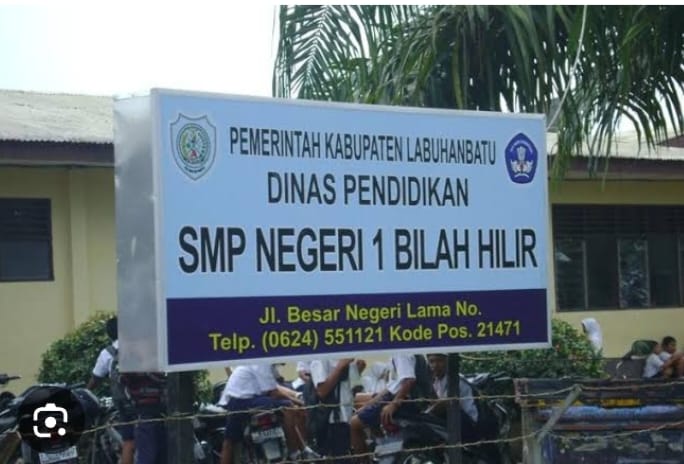 PEMERINTAH KABUPATEN LABUHANBATU
DINAS PENDIDIKAN
SMP NEGERI 1 BILAH HILIR
Jl. Besar Negeri Lama No.
Telp. (0624) 551121 Kode Pos. 21471